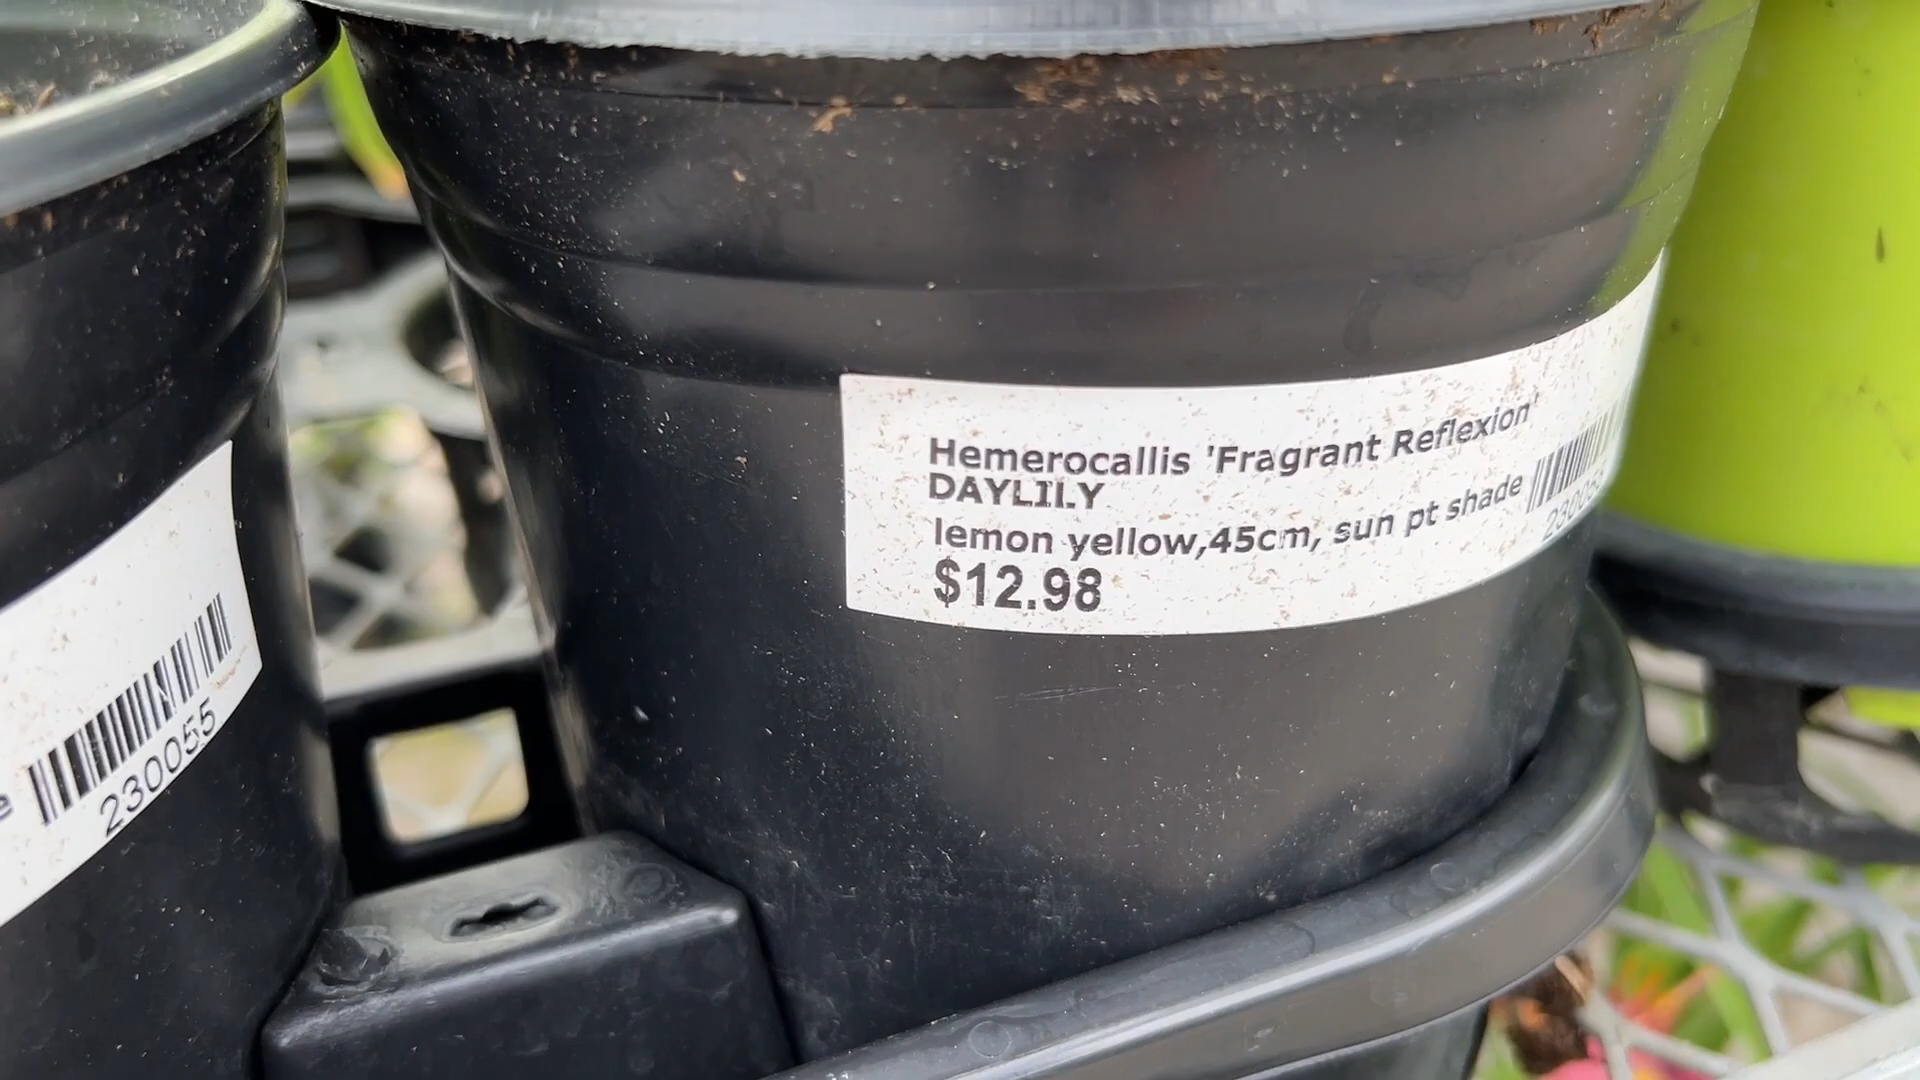 Hemerocallis 'Fragrant Reflexion'
DAYLILY
lemon yellow,45cm, sun pt shade
$12.98
e
230055